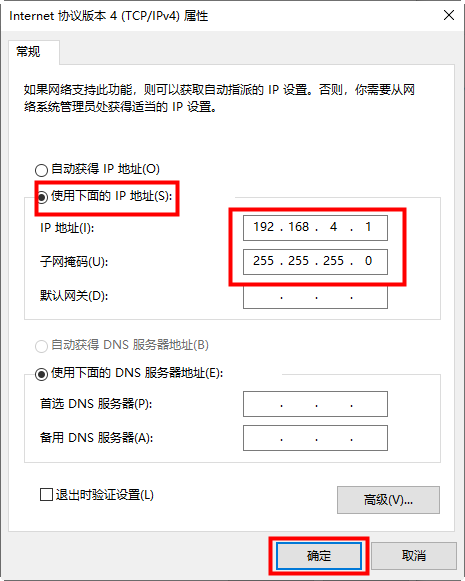 Internet 协议版本 4 (TCP/IPv4) 属性
常规
如果网络支持此功能，则可以获取自动指派的 IP 设置。否则，你需要从网
络系统管理员处获得适当的 IP 设置。
自动获得 IP 地址(O)
使用下面的 IP 地址(S):
IP 地址(I): 192 . 168 . 4 . 1
子网掩码(U): 255 . 255 . 255 . 0
默认网关(D): . . .
自动获得 DNS 服务器地址(B)
使用下面的 DNS 服务器地址(E):
首选 DNS 服务器(P): . . .
备用 DNS 服务器(A): . . .
退出时验证设置(L)
高级(V)...
确定 取消